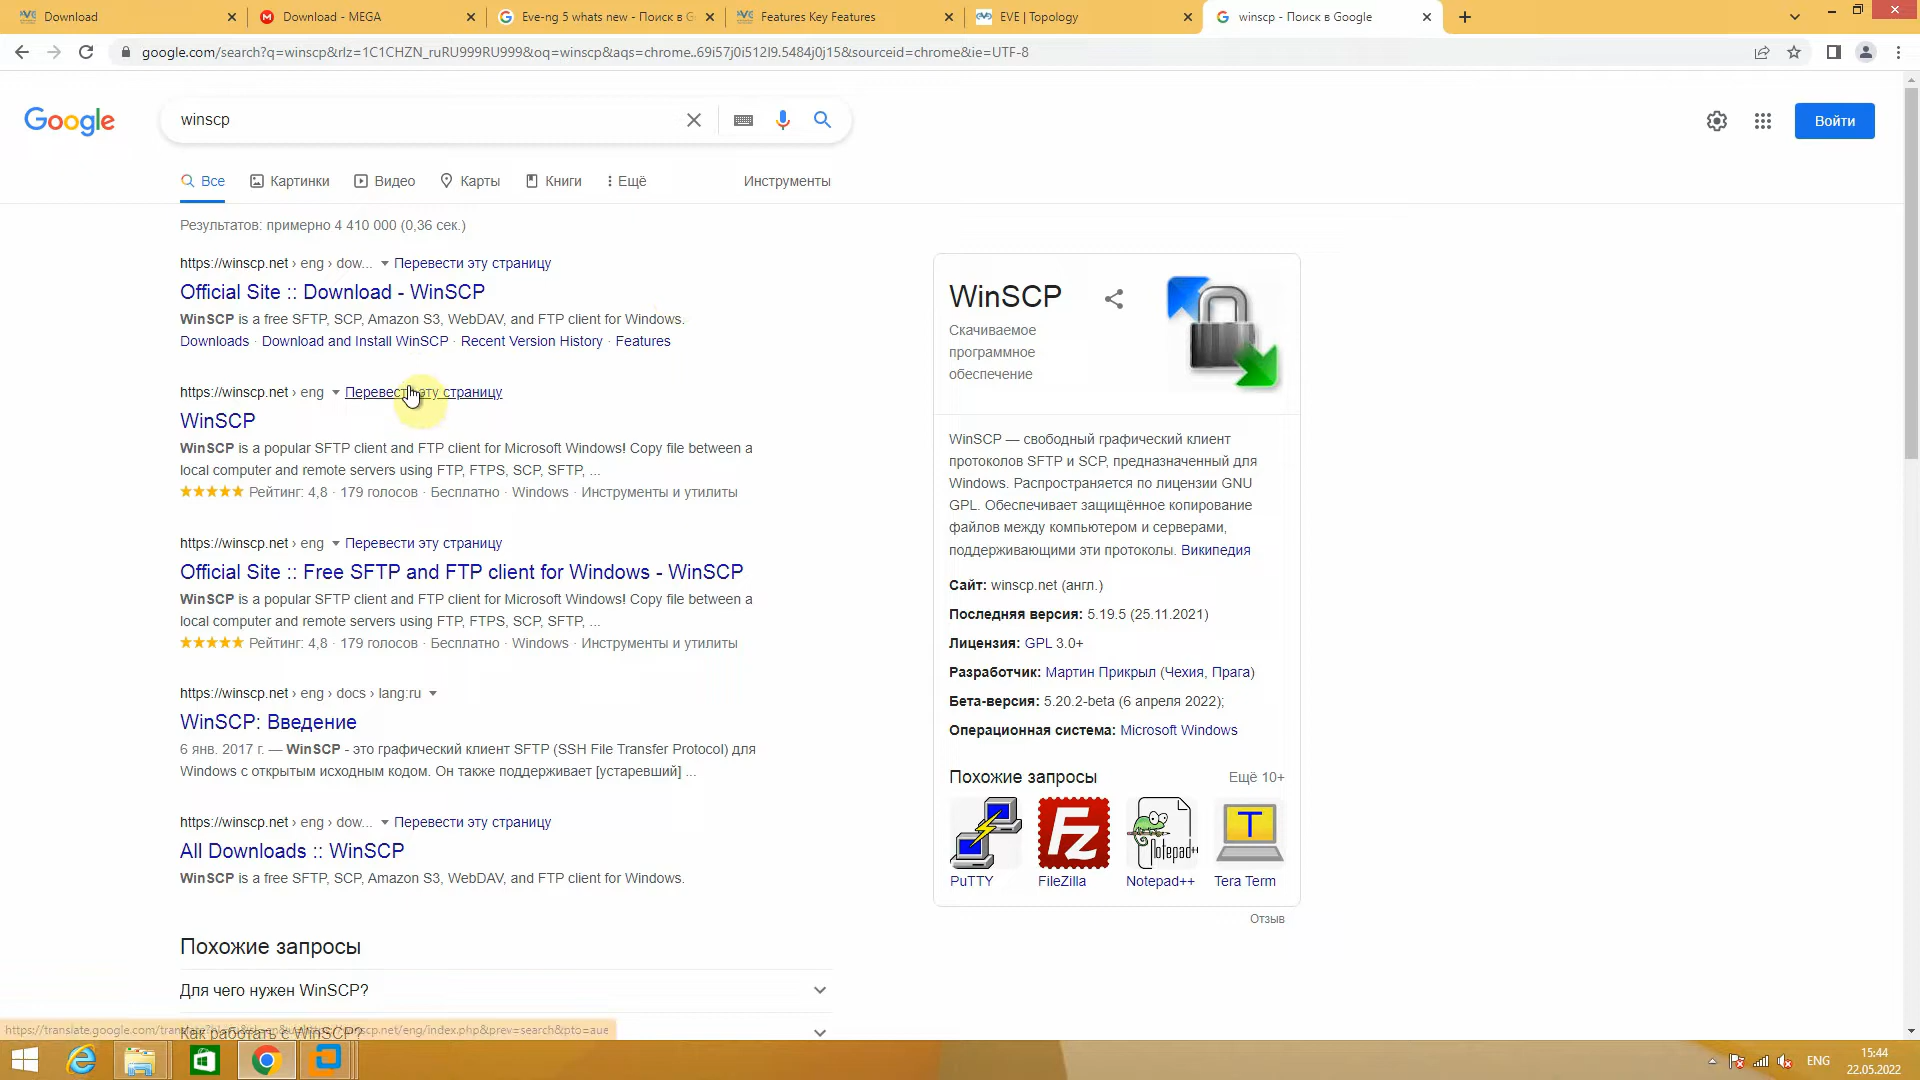 Download
Download - MEGA
Eve-ng 5 whats new - Поиск в G
Features Key Features
EVE | Topology
winscp - Поиск в Google
google.com/search?q=winscp&rlz=1C1CHZN_ruRU999RU999&oq=winscp&aqs=chrome..69i57j0i512l9.5484j0j15&sourceid=chrome&ie=UTF-8
Google
winscp
Войти
Все
Картинки
Видео
Карты
Книги
Ещё
Инструменты
Результатов: примерно 4 410 000 (0,36 сек.)
https://winscp.net › eng › dow... Перевести эту страницу
Official Site :: Download - WinSCP
WinSCP is a free SFTP, SCP, Amazon S3, WebDAV, and FTP client for Windows.
Downloads · Download and Install WinSCP · Recent Version History · Features
https://winscp.net › eng Перевести эту страницу
WinSCP
WinSCP is a popular SFTP client and FTP client for Microsoft Windows! Copy file between a
local computer and remote servers using FTP, FTPS, SCP, SFTP, ...
Рейтинг: 4,8 · 179 голосов · Бесплатно · Windows · Инструменты и утилиты
https://winscp.net › eng Перевести эту страницу
Official Site :: Free SFTP and FTP client for Windows - WinSCP
WinSCP is a popular SFTP client and FTP client for Microsoft Windows! Copy file between a
local computer and remote servers using FTP, FTPS, SCP, SFTP, ...
Рейтинг: 4,8 · 179 голосов · Бесплатно · Windows · Инструменты и утилиты
https://winscp.net › eng › docs › lang:ru
WinSCP: Введение
6 янв. 2017 г. — WinSCP - это графический клиент SFTP (SSH File Transfer Protocol) для
Windows с открытым исходным кодом. Он также поддерживает [устаревший] ...
https://winscp.net › eng › dow... Перевести эту страницу
All Downloads :: WinSCP
WinSCP is a free SFTP, SCP, Amazon S3, WebDAV, and FTP client for Windows.
Похожие запросы
Для чего нужен WinSCP?
Как работать с WinSCP?
WinSCP
Скачиваемое
программное
обеспечение
WinSCP — свободный графический клиент
протоколов SFTP и SCP, предназначенный для
Windows. Распространяется по лицензии GNU
GPL. Обеспечивает защищённое копирование
файлов между компьютером и серверами,
поддерживающими эти протоколы. Википедия
Сайт: winscp.net (англ.)
Последняя версия: 5.19.5 (25.11.2021)
Лицензия: GPL 3.0+
Разработчик: Мартин Прикрыл (Чехия, Прага)
Бета-версия: 5.20.2-beta (6 апреля 2022);
Операционная система: Microsoft Windows
Похожие запросы
Ещё 10+
PuTTY
FileZilla
Notepad++
Tera Term
Отзыв
ENG
15:44
22.05.2022